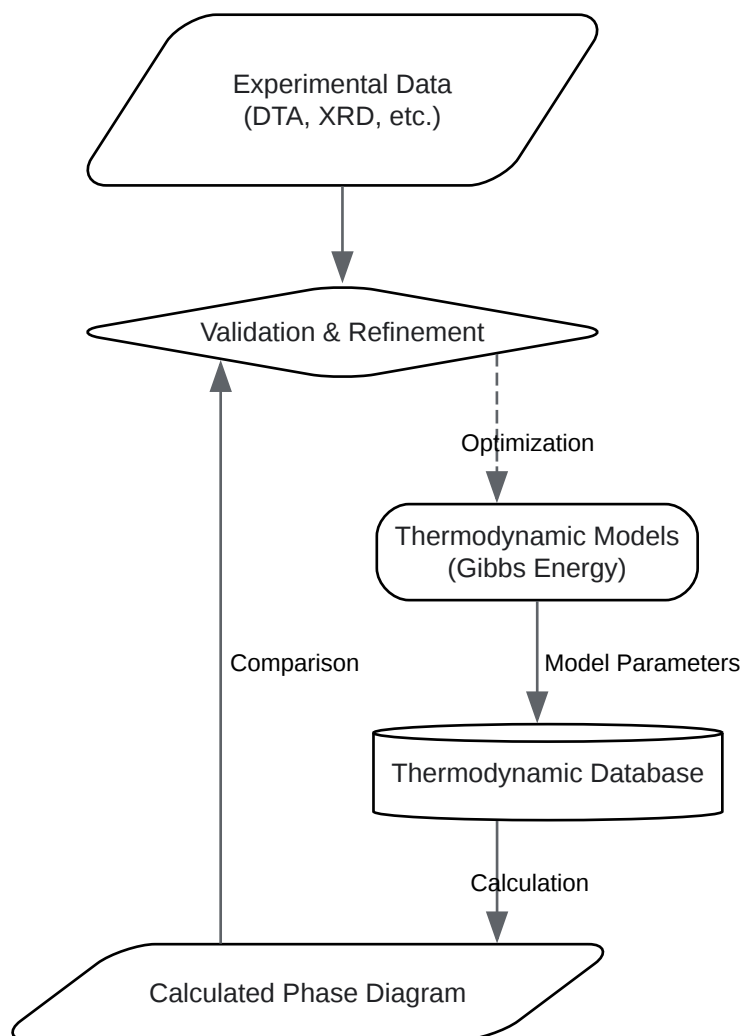 Experimental Data
(DTA, XRD, etc.)
Validation & Refinement
Optimization
Thermodynamic Models
(Gibbs Energy)
Comparison
Model Parameters
Thermodynamic Database
Calculation
Calculated Phase Diagram